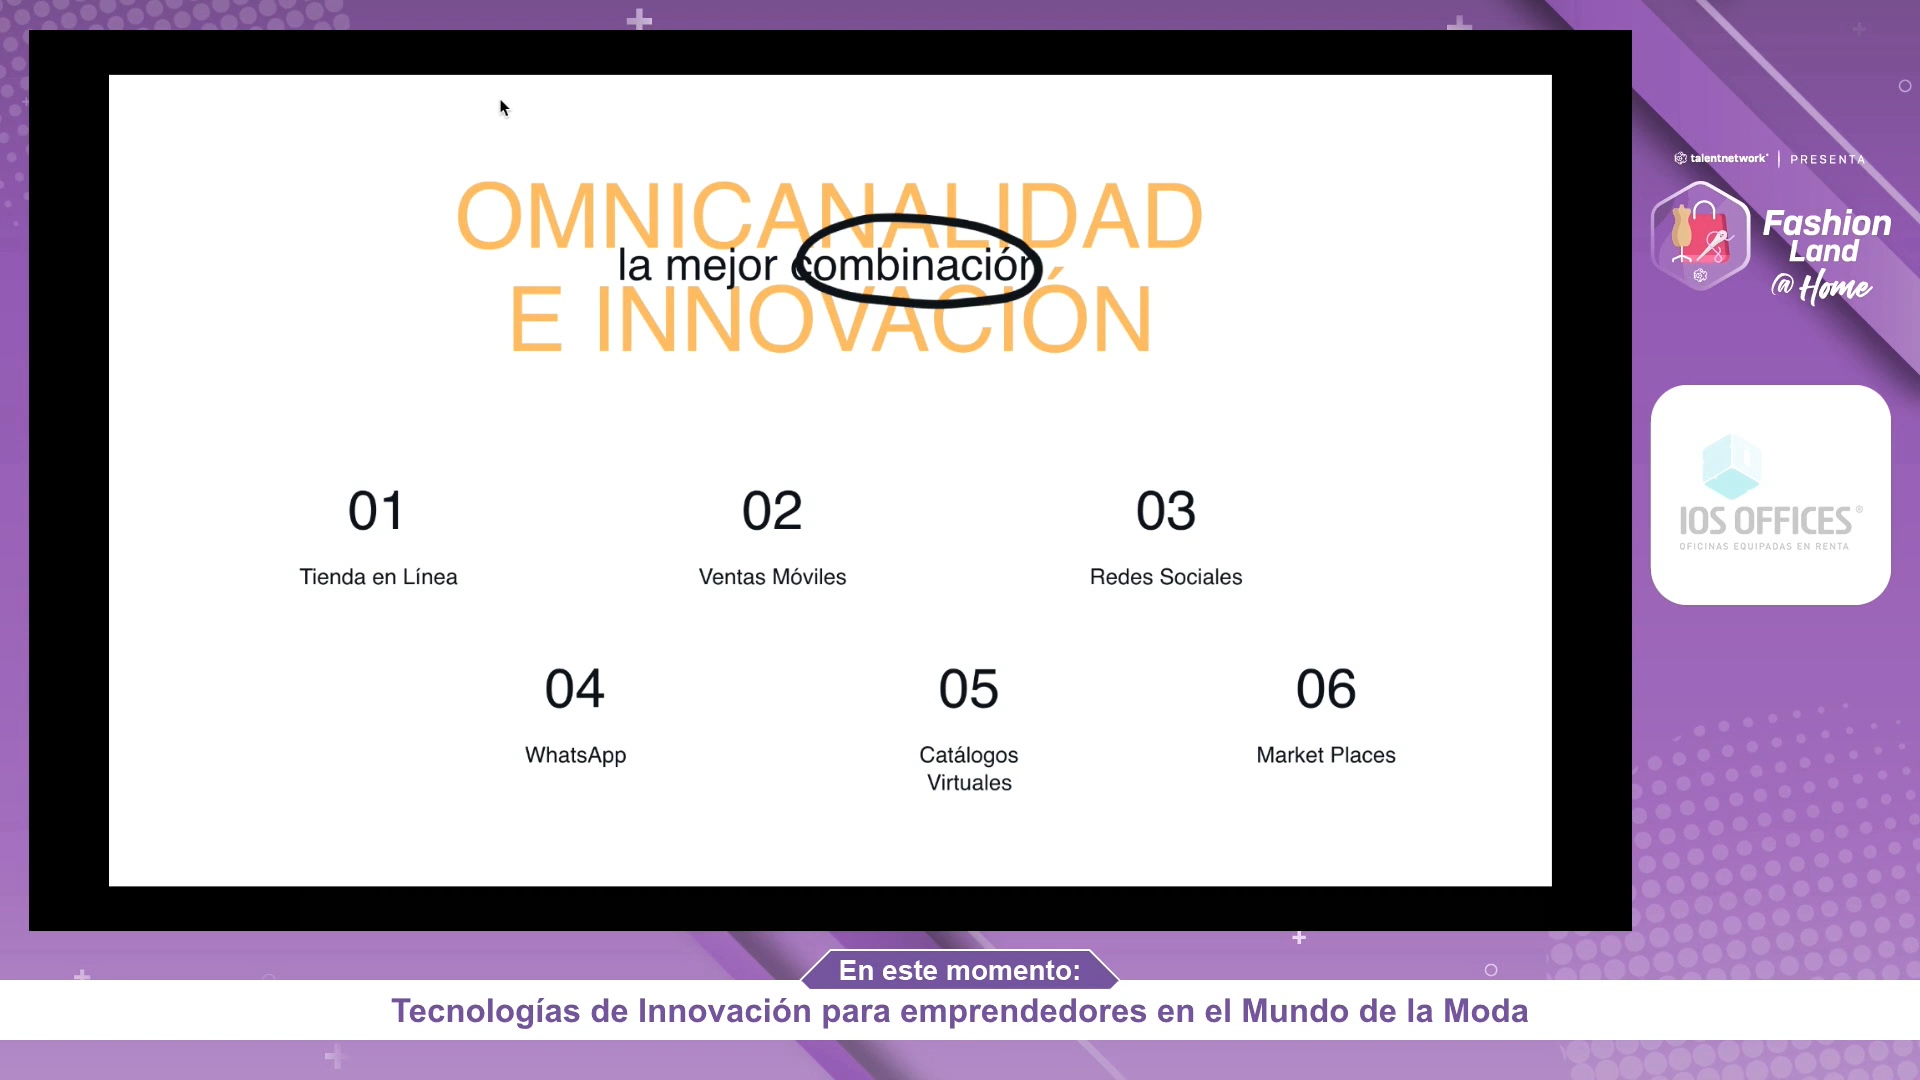 OMNICANALIDAD
la mejor combinación
E INNOVACIÓN
01
02
03
Tienda en Línea
Ventas Móviles
Redes Sociales
04
05
06
WhatsApp
Catálogos
Virtuales
Market Places
talentnetwork | PRESENTA
Fashion
Land
@ Home
IOS OFFICES®
OFICINAS EQUIPADAS EN RENTA
En este momento:
Tecnologías de Innovación para emprendedores en el Mundo de la Moda